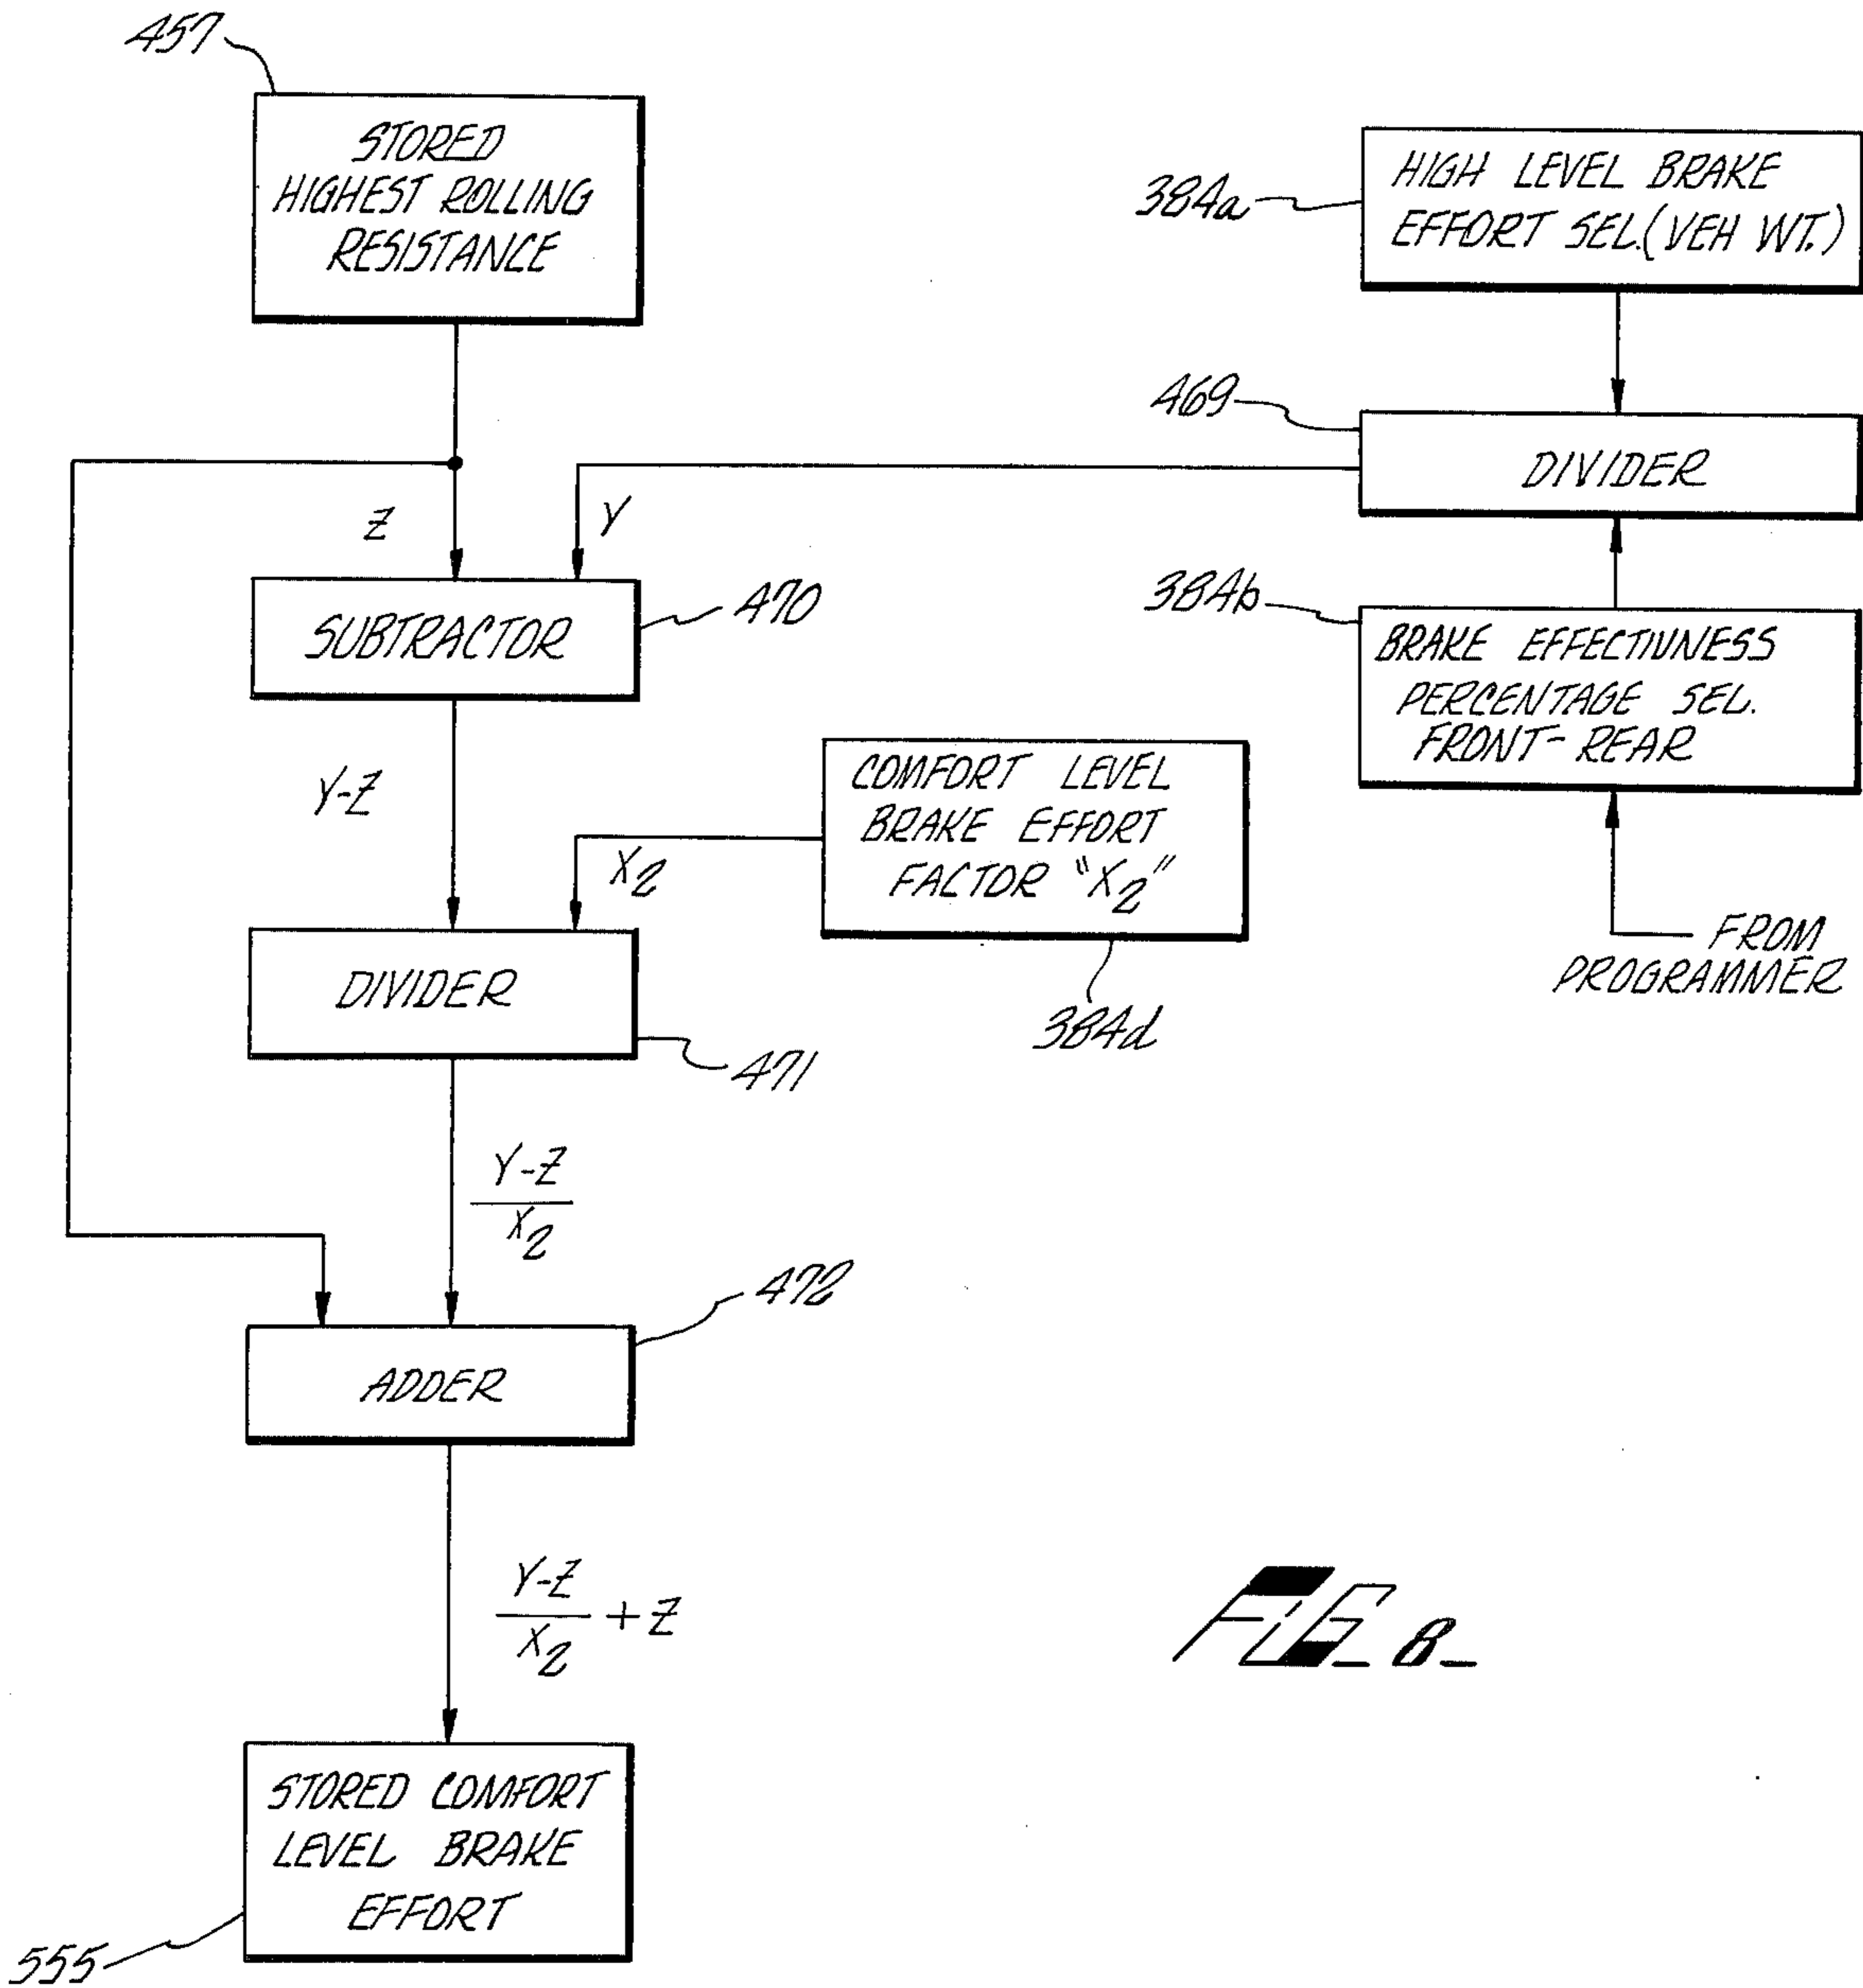 457
STORED
HIGHEST ROLLING
RESISTANCE
384a
HIGH LEVEL BRAKE
EFFORT SEL.(VEH WT.)
469
DIVIDER
Z
Y
SUBTRACTOR
470
384b
BRAKE EFFECTIVNESS
PERCENTAGE SEL.
FRONT-REAR
Y-Z
X2
COMFORT LEVEL
BRAKE EFFORT
FACTOR "X2"
FROM
PROGRAMMER
DIVIDER
384d
471
Y-Z
X2
472
ADDER
Y-Z
X2
+Z
FIG_8_
STORED COMFORT
LEVEL BRAKE
EFFORT
555